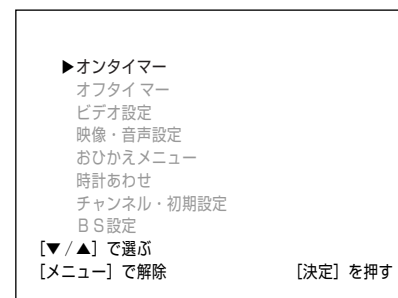 ▶オンタイマー
オフタイマー
ビデオ設定
映像・音声設定
おひかえメニュー
時計あわせ
チャンネル・初期設定
ＢＳ設定
[▼/▲] で選ぶ
[メニュー] で解除 [決定] を押す